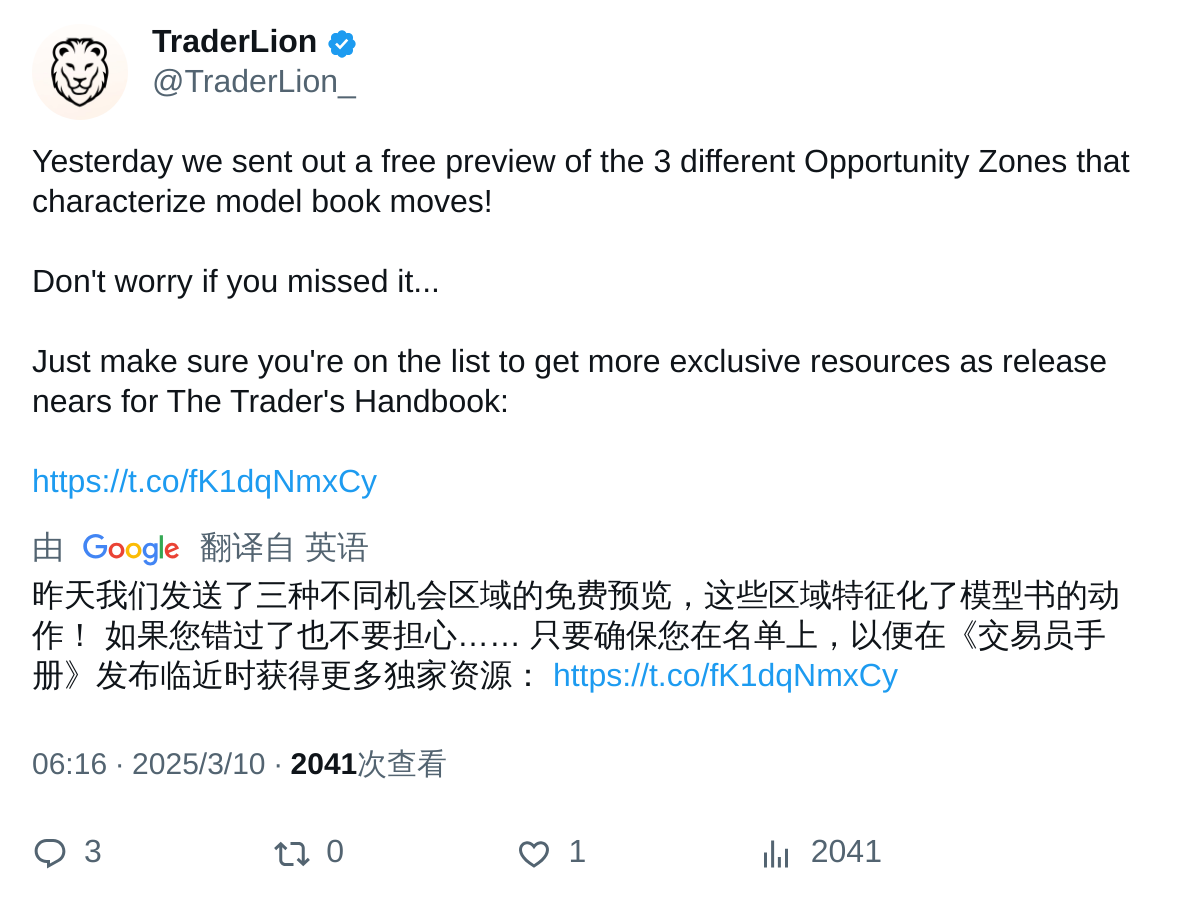 TraderLion
@TraderLion_
Yesterday we sent out a free preview of the 3 different Opportunity Zones that
characterize model book moves!
Don't worry if you missed it...
Just make sure you're on the list to get more exclusive resources as release
nears for The Trader's Handbook:
https://t.co/fK1dqNmxCy
由 Google 翻译自 英语
昨天我们发送了三种不同机会区域的免费预览，这些区域特征化了模型书的动
作！ 如果您错过了也不要担心…… 只要确保您在名单上，以便在《交易员手
册》发布临近时获得更多独家资源： https://t.co/fK1dqNmxCy
06:16 · 2025/3/10 · 2041次查看
3 0 1 2041